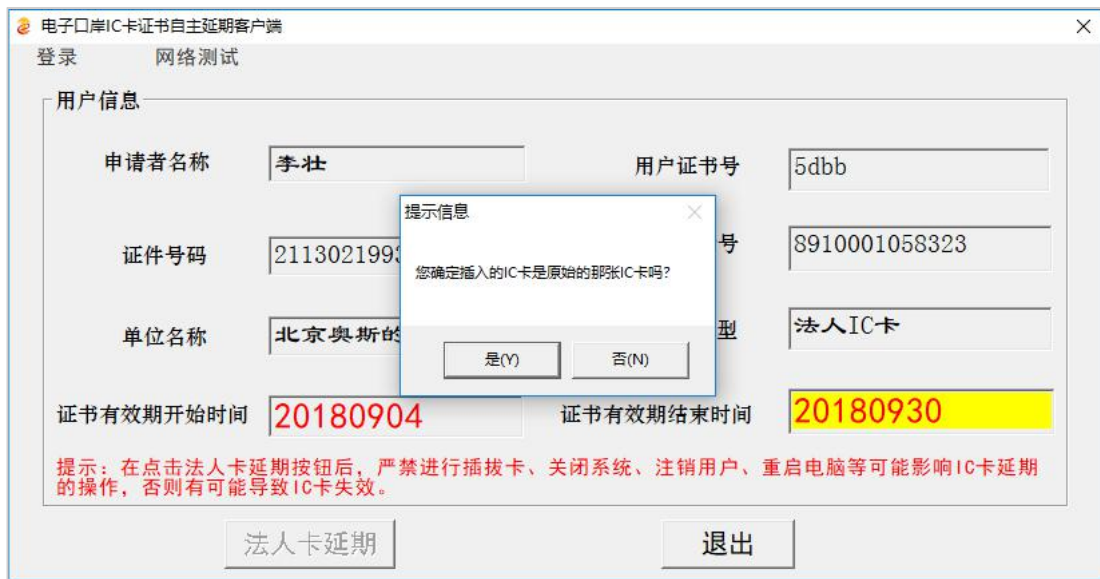 电子口岸IC卡证书自主延期客户端
登录 网络测试
用户信息
申请者名称 李壮 用户证书号 5dbb
证件号码 211302199 号 8910001058323
单位名称 北京奥斯的 型 法人IC卡
提示信息
您确定插入的IC卡是原始的那张IC卡吗?
是(Y) 否(N)
证书有效期开始时间 20180904 证书有效期结束时间 20180930
提示：在点击法人卡延期按钮后，严禁进行插拔卡、关闭系统、注销用户、重启电脑等可能影响IC卡延期
的操作，否则有可能导致IC卡失效。
法人卡延期 退出